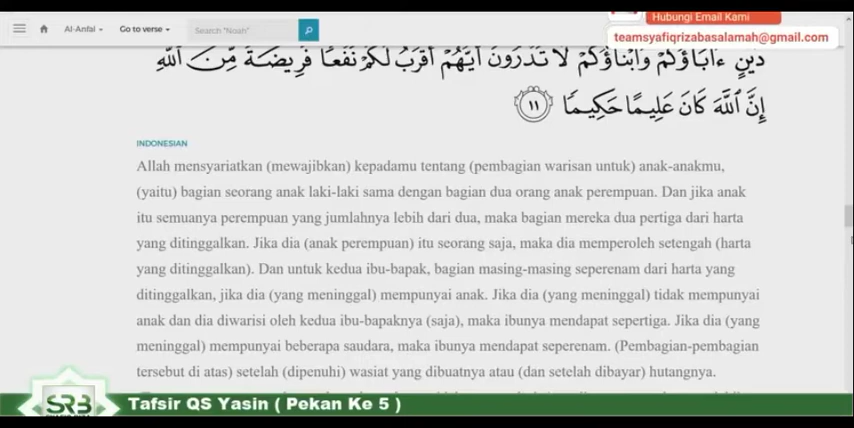 Hubungi Email Kami
Al-Anfal Go to verse Search "Noah"
teamsyafiqrizabasalamah@gmail.com
دَيْنٍ ءَابَآؤُكُمْ وَأَبْنَآؤُكُمْ لَا تَدْرُونَ أَيُّهُمْ أَقْرَبُ لَكُمْ نَفْعًا فَرِيضَةً مِّنَ ٱللَّهِ
إِنَّ ٱللَّهَ كَانَ عَلِيمًا حَكِيمًا ١١
INDONESIAN
Allah mensyariatkan (mewajibkan) kepadamu tentang (pembagian warisan untuk) anak-anakmu,
(yaitu) bagian seorang anak laki-laki sama dengan bagian dua orang anak perempuan. Dan jika anak
itu semuanya perempuan yang jumlahnya lebih dari dua, maka bagian mereka dua pertiga dari harta
yang ditinggalkan. Jika dia (anak perempuan) itu seorang saja, maka dia memperoleh setengah (harta
yang ditinggalkan). Dan untuk kedua ibu-bapak, bagian masing-masing seperenam dari harta yang
ditinggalkan, jika dia (yang meninggal) mempunyai anak. Jika dia (yang meninggal) tidak mempunyai
anak dan dia diwarisi oleh kedua ibu-bapaknya (saja), maka ibunya mendapat sepertiga. Jika dia (yang
meninggal) mempunyai beberapa saudara, maka ibunya mendapat seperenam. (Pembagian-pembagian
tersebut di atas) setelah (dipenuhi) wasiat yang dibuatnya atau (dan setelah dibayar) hutangnya.
SRB Tafsir QS Yasin ( Pekan Ke 5 )